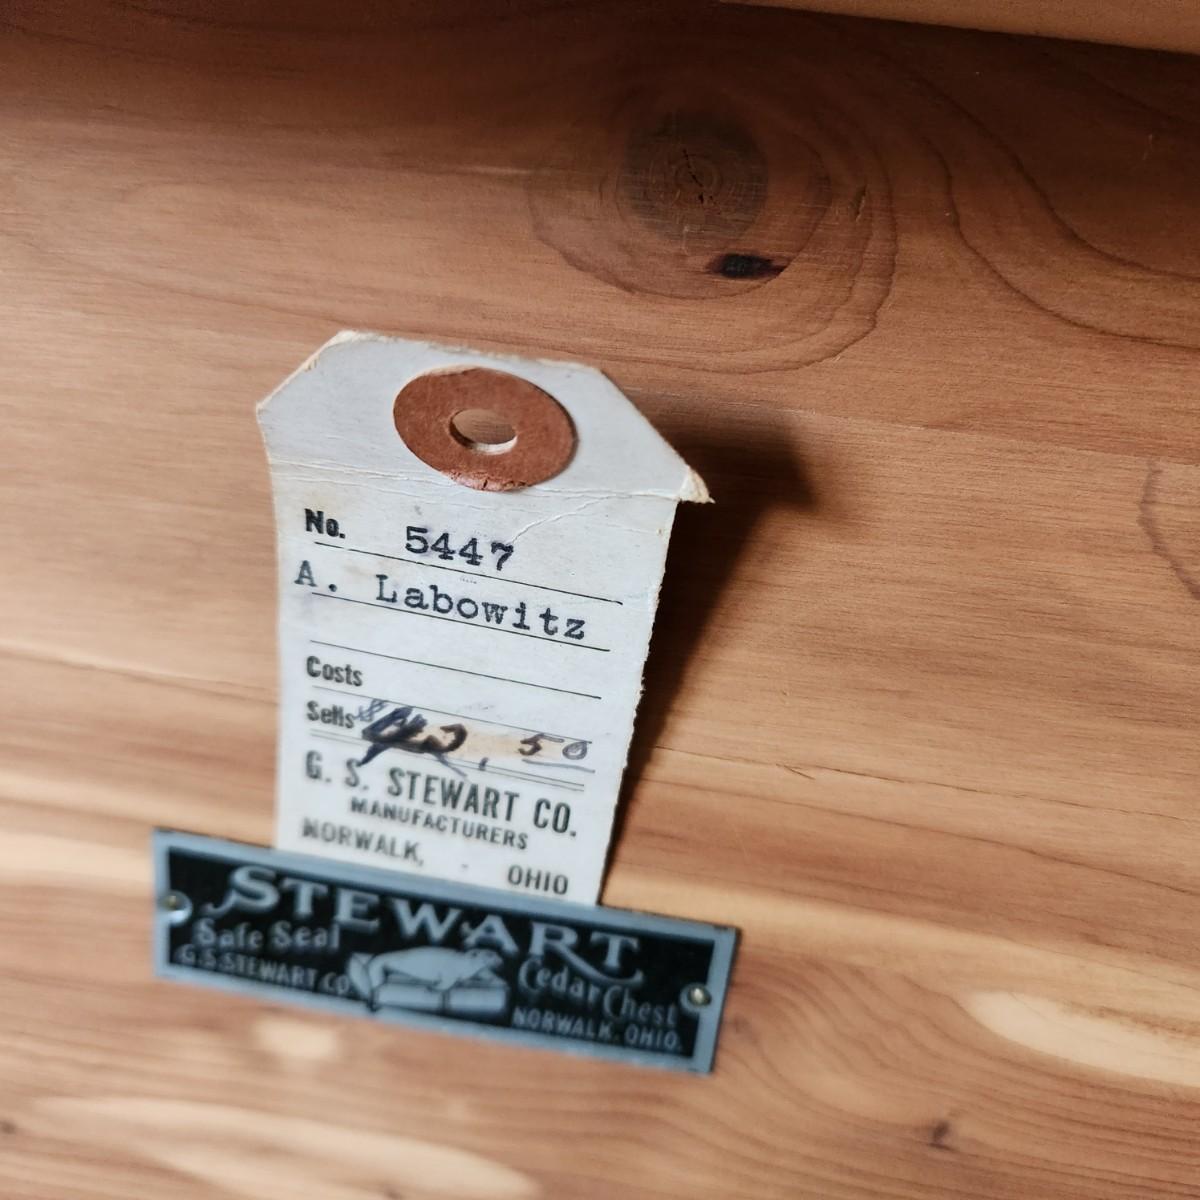 No. 5447
A. Labowitz
Costs
Sells $ 50
G. S. STEWART CO.
MANUFACTURERS
NORWALK, OHIO
STEWART
Safe Seal
Cedar Chest
G.S. STEWART CO.
NORWALK, OHIO.